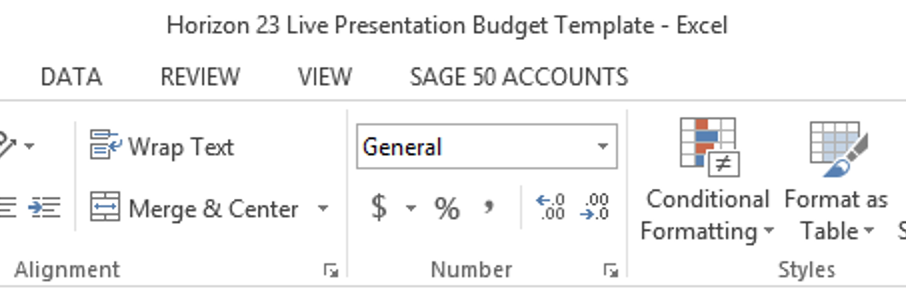 Horizon 23 Live Presentation Budget Template - Excel
DATA REVIEW VIEW SAGE 50 ACCOUNTS
Wrap Text
General
Merge & Center
$ % ,
.0 .00
.00 .0
Conditional Formatting
Format as Table
Alignment
Number
Styles